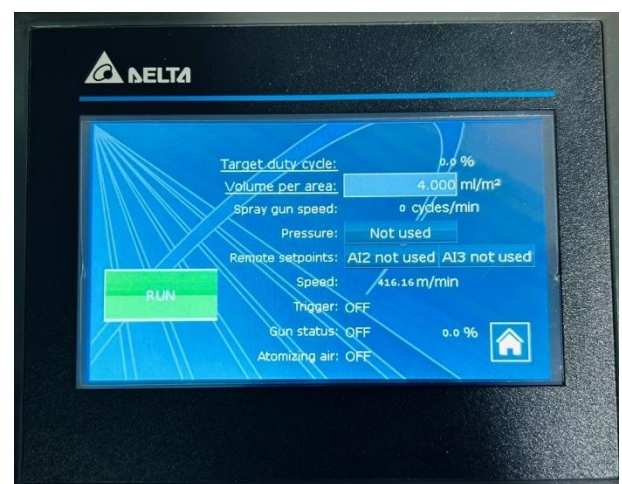 DELTA
Target duty cycle: 0.0 %
Volume per area: 4.000 ml/m²
Spray gun speed: 0 cycles/min
Pressure: Not used
Remote setpoints: AI2 not used AI3 not used
Speed: 416.16 m/min
RUN
Trigger: OFF
Gun status: OFF 0.0 %
Atomizing air: OFF